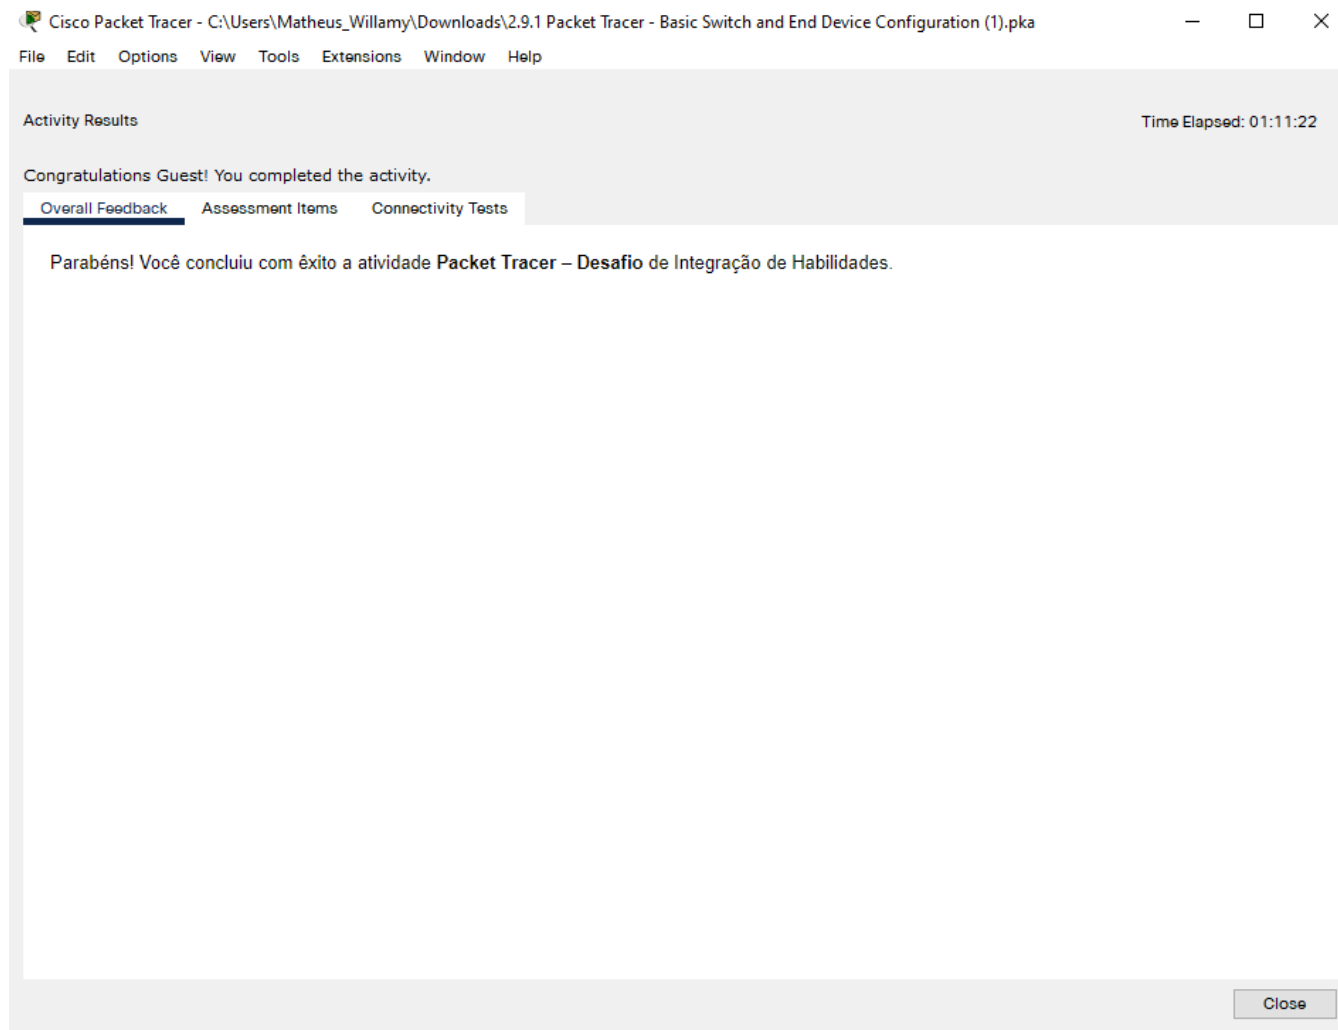 Cisco Packet Tracer - C:\Users\Matheus_Willamy\Downloads\2.9.1 Packet Tracer - Basic Switch and End Device Configuration (1).pka
File Edit Options View Tools Extensions Window Help
Activity Results Time Elapsed: 01:11:22
Congratulations Guest! You completed the activity.
Overall Feedback Assessment Items Connectivity Tests
Parabéns! Você concluiu com êxito a atividade Packet Tracer – Desafio de Integração de Habilidades.
Close